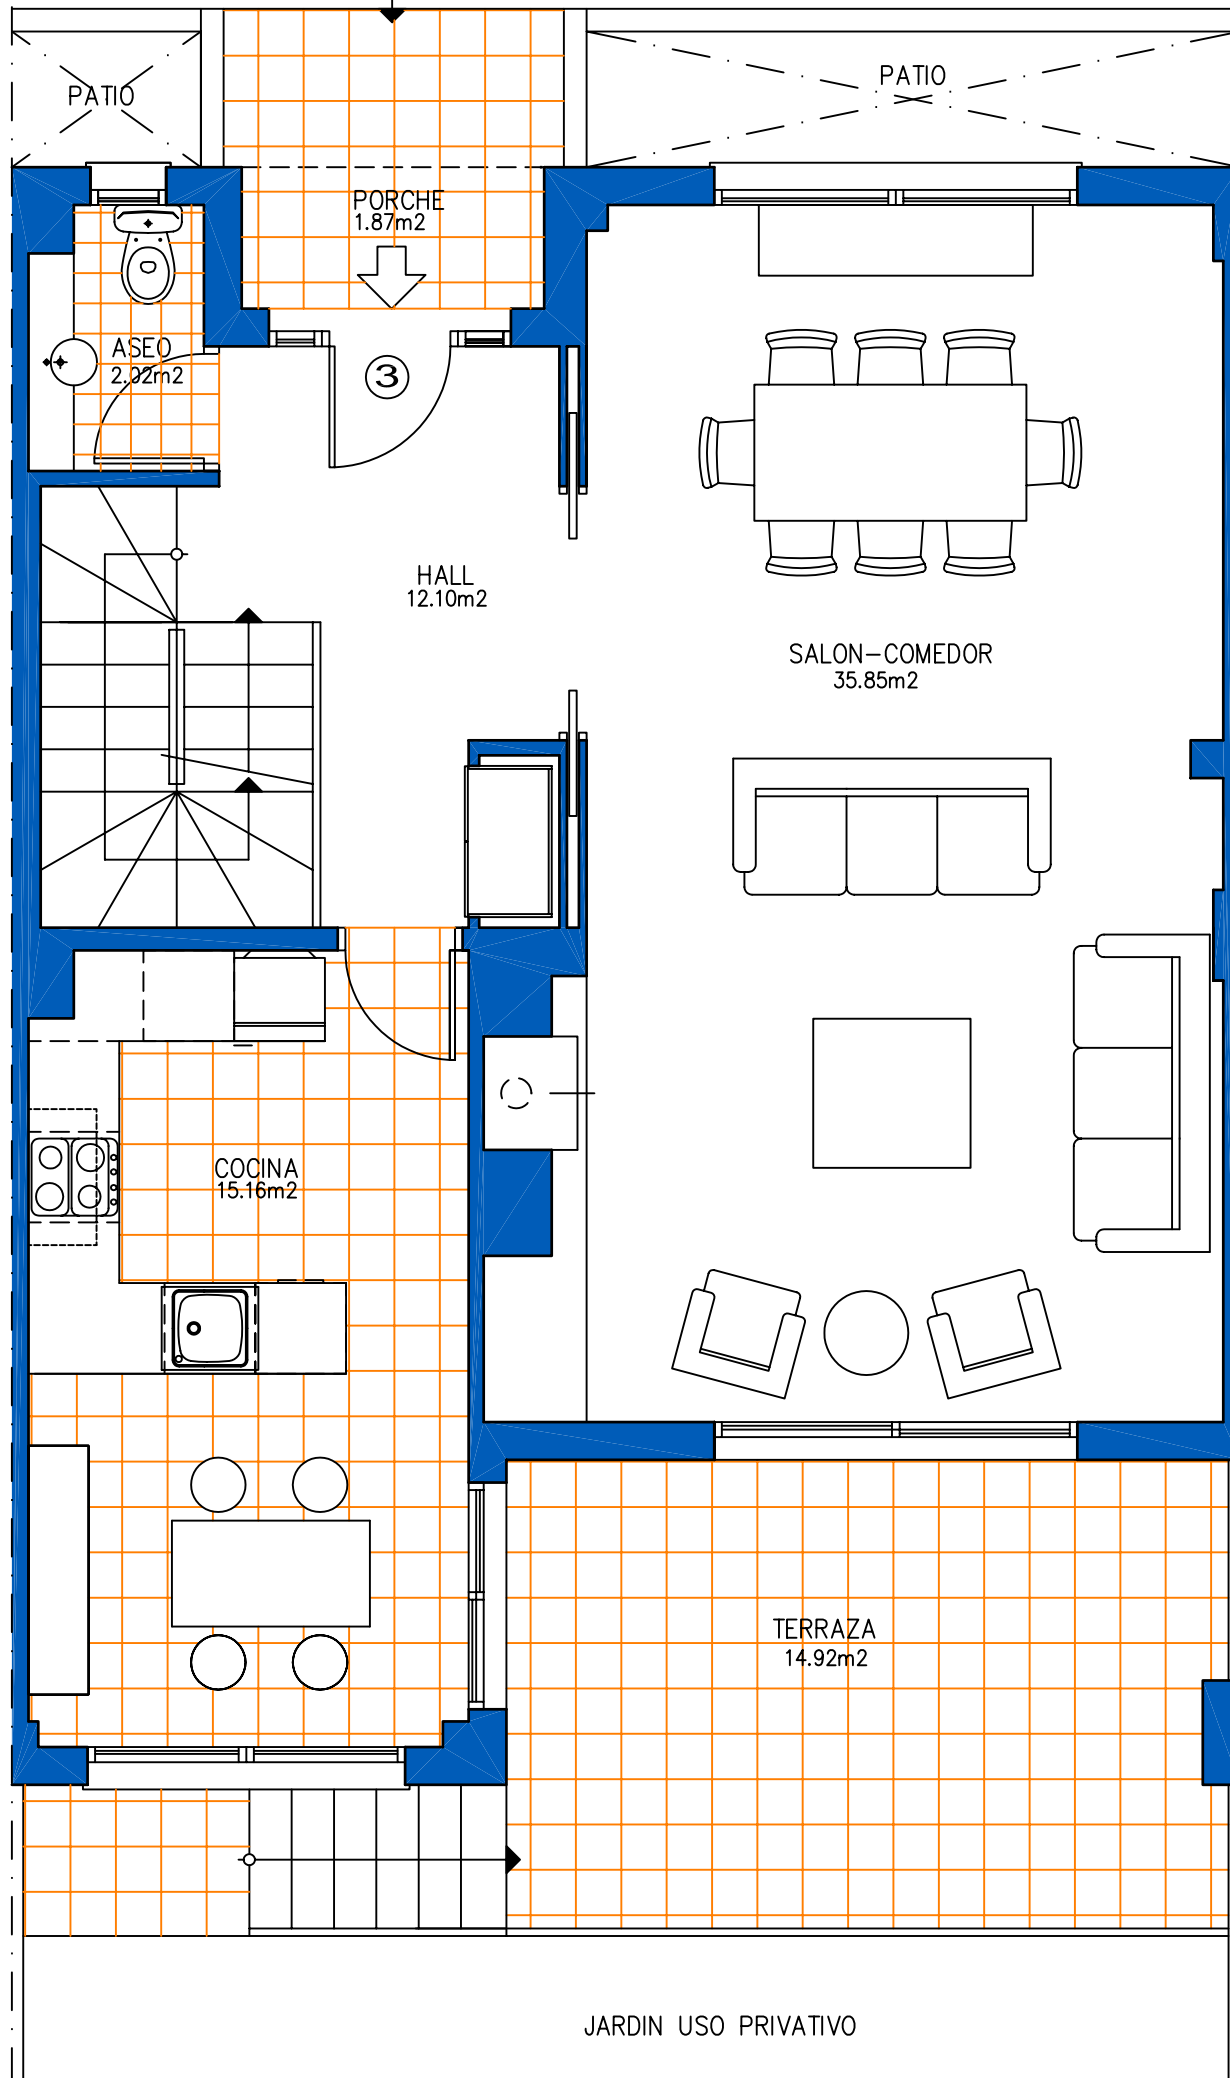 PATIO
PATIO
PORCHE
1.87m2
ASEO
2.02m2
3
HALL
12.10m2
SALON-COMEDOR
35.85m2
COCINA
15.16m2
TERRAZA
14.92m2
JARDIN USO PRIVATIVO